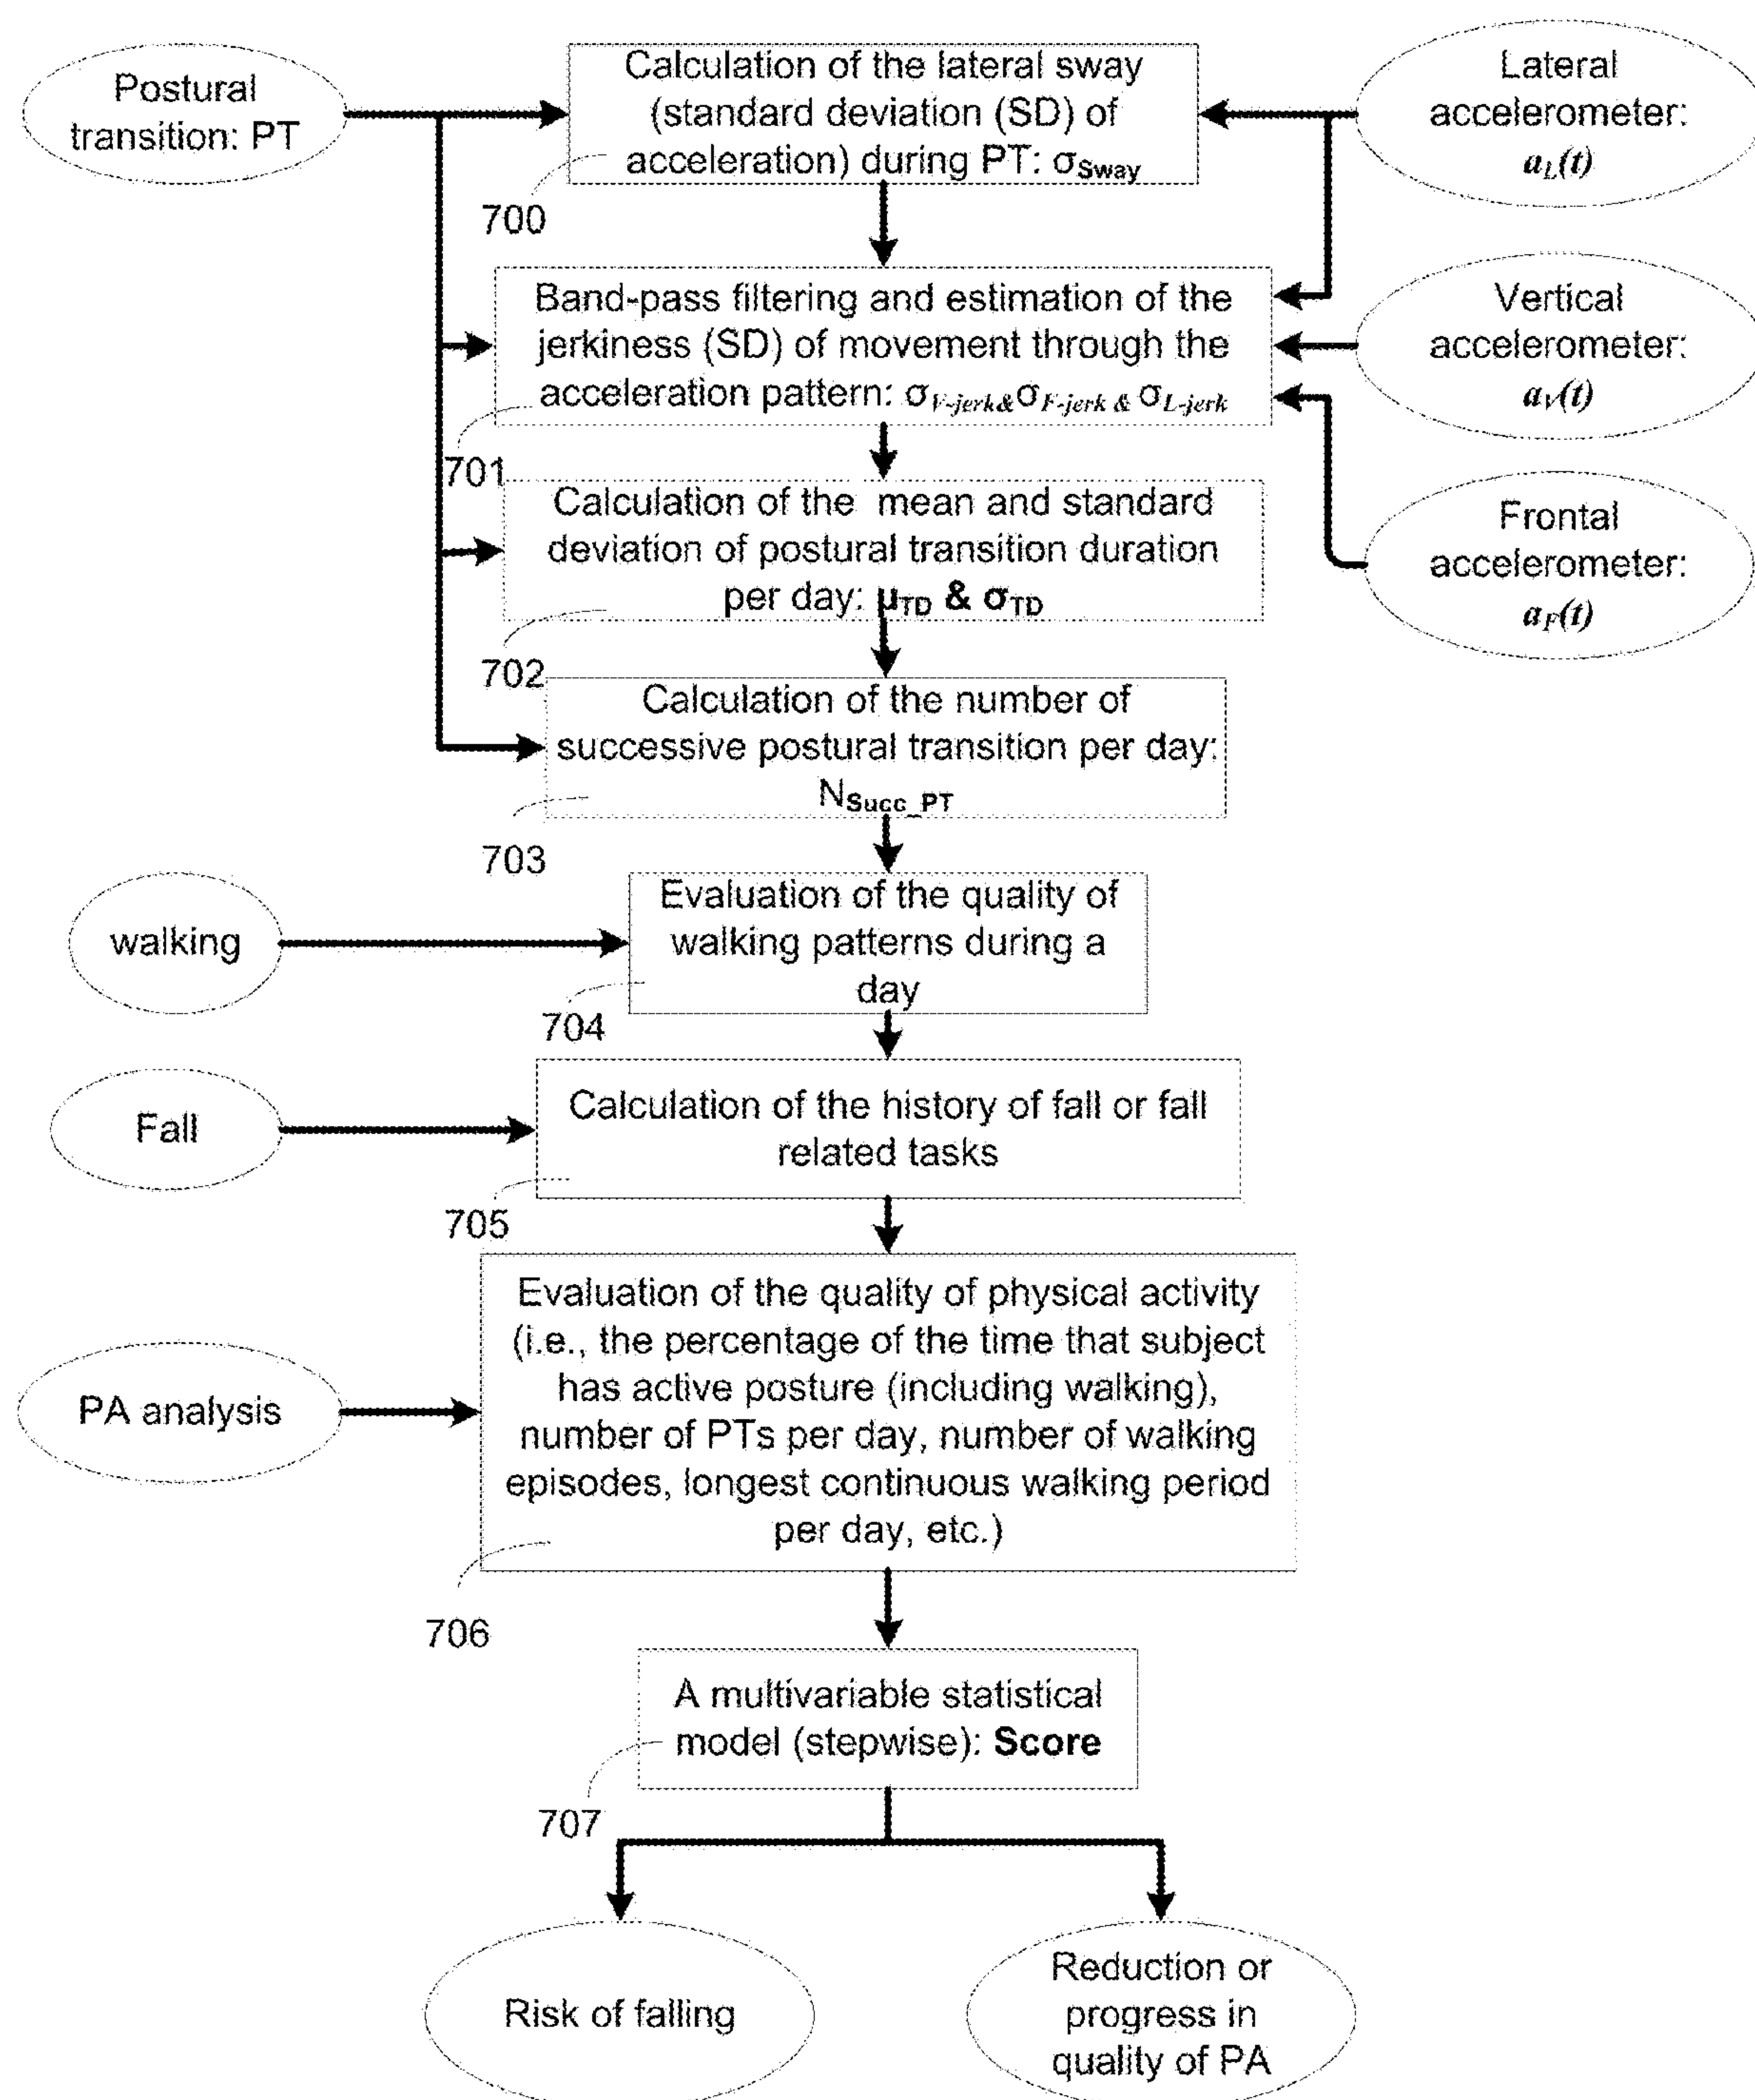 Postural
transition: PT
Calculation of the lateral sway
(standard deviation (SD) of
acceleration) during PT: σSway
700
Lateral
accelerometer:
aL(t)
Band-pass filtering and estimation of the
jerkiness (SD) of movement through the
acceleration pattern: σV-jerk&σF-jerk & σL-jerk
701
Vertical
accelerometer:
aV(t)
Calculation of the mean and standard
deviation of postural transition duration
per day: μTD & σTD
702
Frontal
accelerometer:
aF(t)
Calculation of the number of
successive postural transition per day:
NSucc_PT
703
walking
Evaluation of the quality of
walking patterns during a
day
704
Fall
Calculation of the history of fall or fall
related tasks
705
PA analysis
Evaluation of the quality of physical activity
(i.e., the percentage of the time that subject
has active posture (including walking),
number of PTs per day, number of walking
episodes, longest continuous walking period
per day, etc.)
706
A multivariable statistical
model (stepwise): Score
707
Risk of falling
Reduction or
progress in
quality of PA